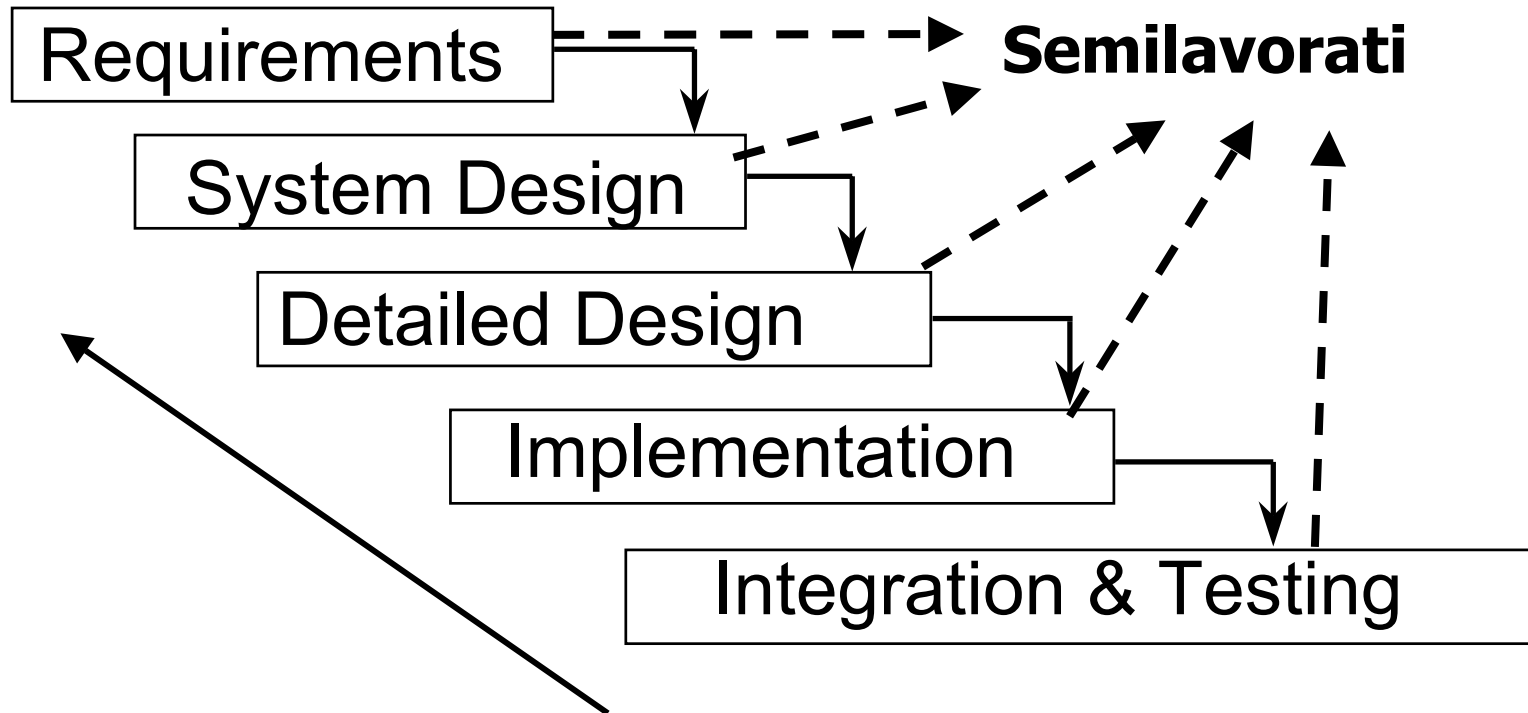 Requirements
Semilavorati
System Design
Detailed Design
Implementation
Integration & Testing